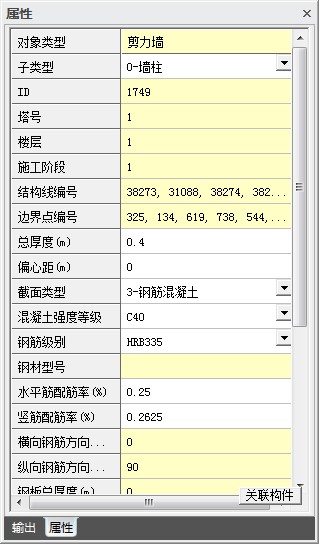 属性
对象类型 剪力墙
子类型 0-墙柱
ID 1749
塔号 1
楼层 1
施工阶段 1
结构线编号 38273, 31088, 38274, 382...
边界点编号 325, 134, 619, 738, 544,...
总厚度(m) 0.4
偏心距(m) 0
截面类型 3-钢筋混凝土
混凝土强度等级 C40
钢筋级别 HRB335
钢材型号
水平筋配筋率(%) 0.25
竖筋配筋率(%) 0.2625
横向钢筋方向... 0
纵向钢筋方向... 90
钢板总厚度(m) 0
关联构件
输出 属性